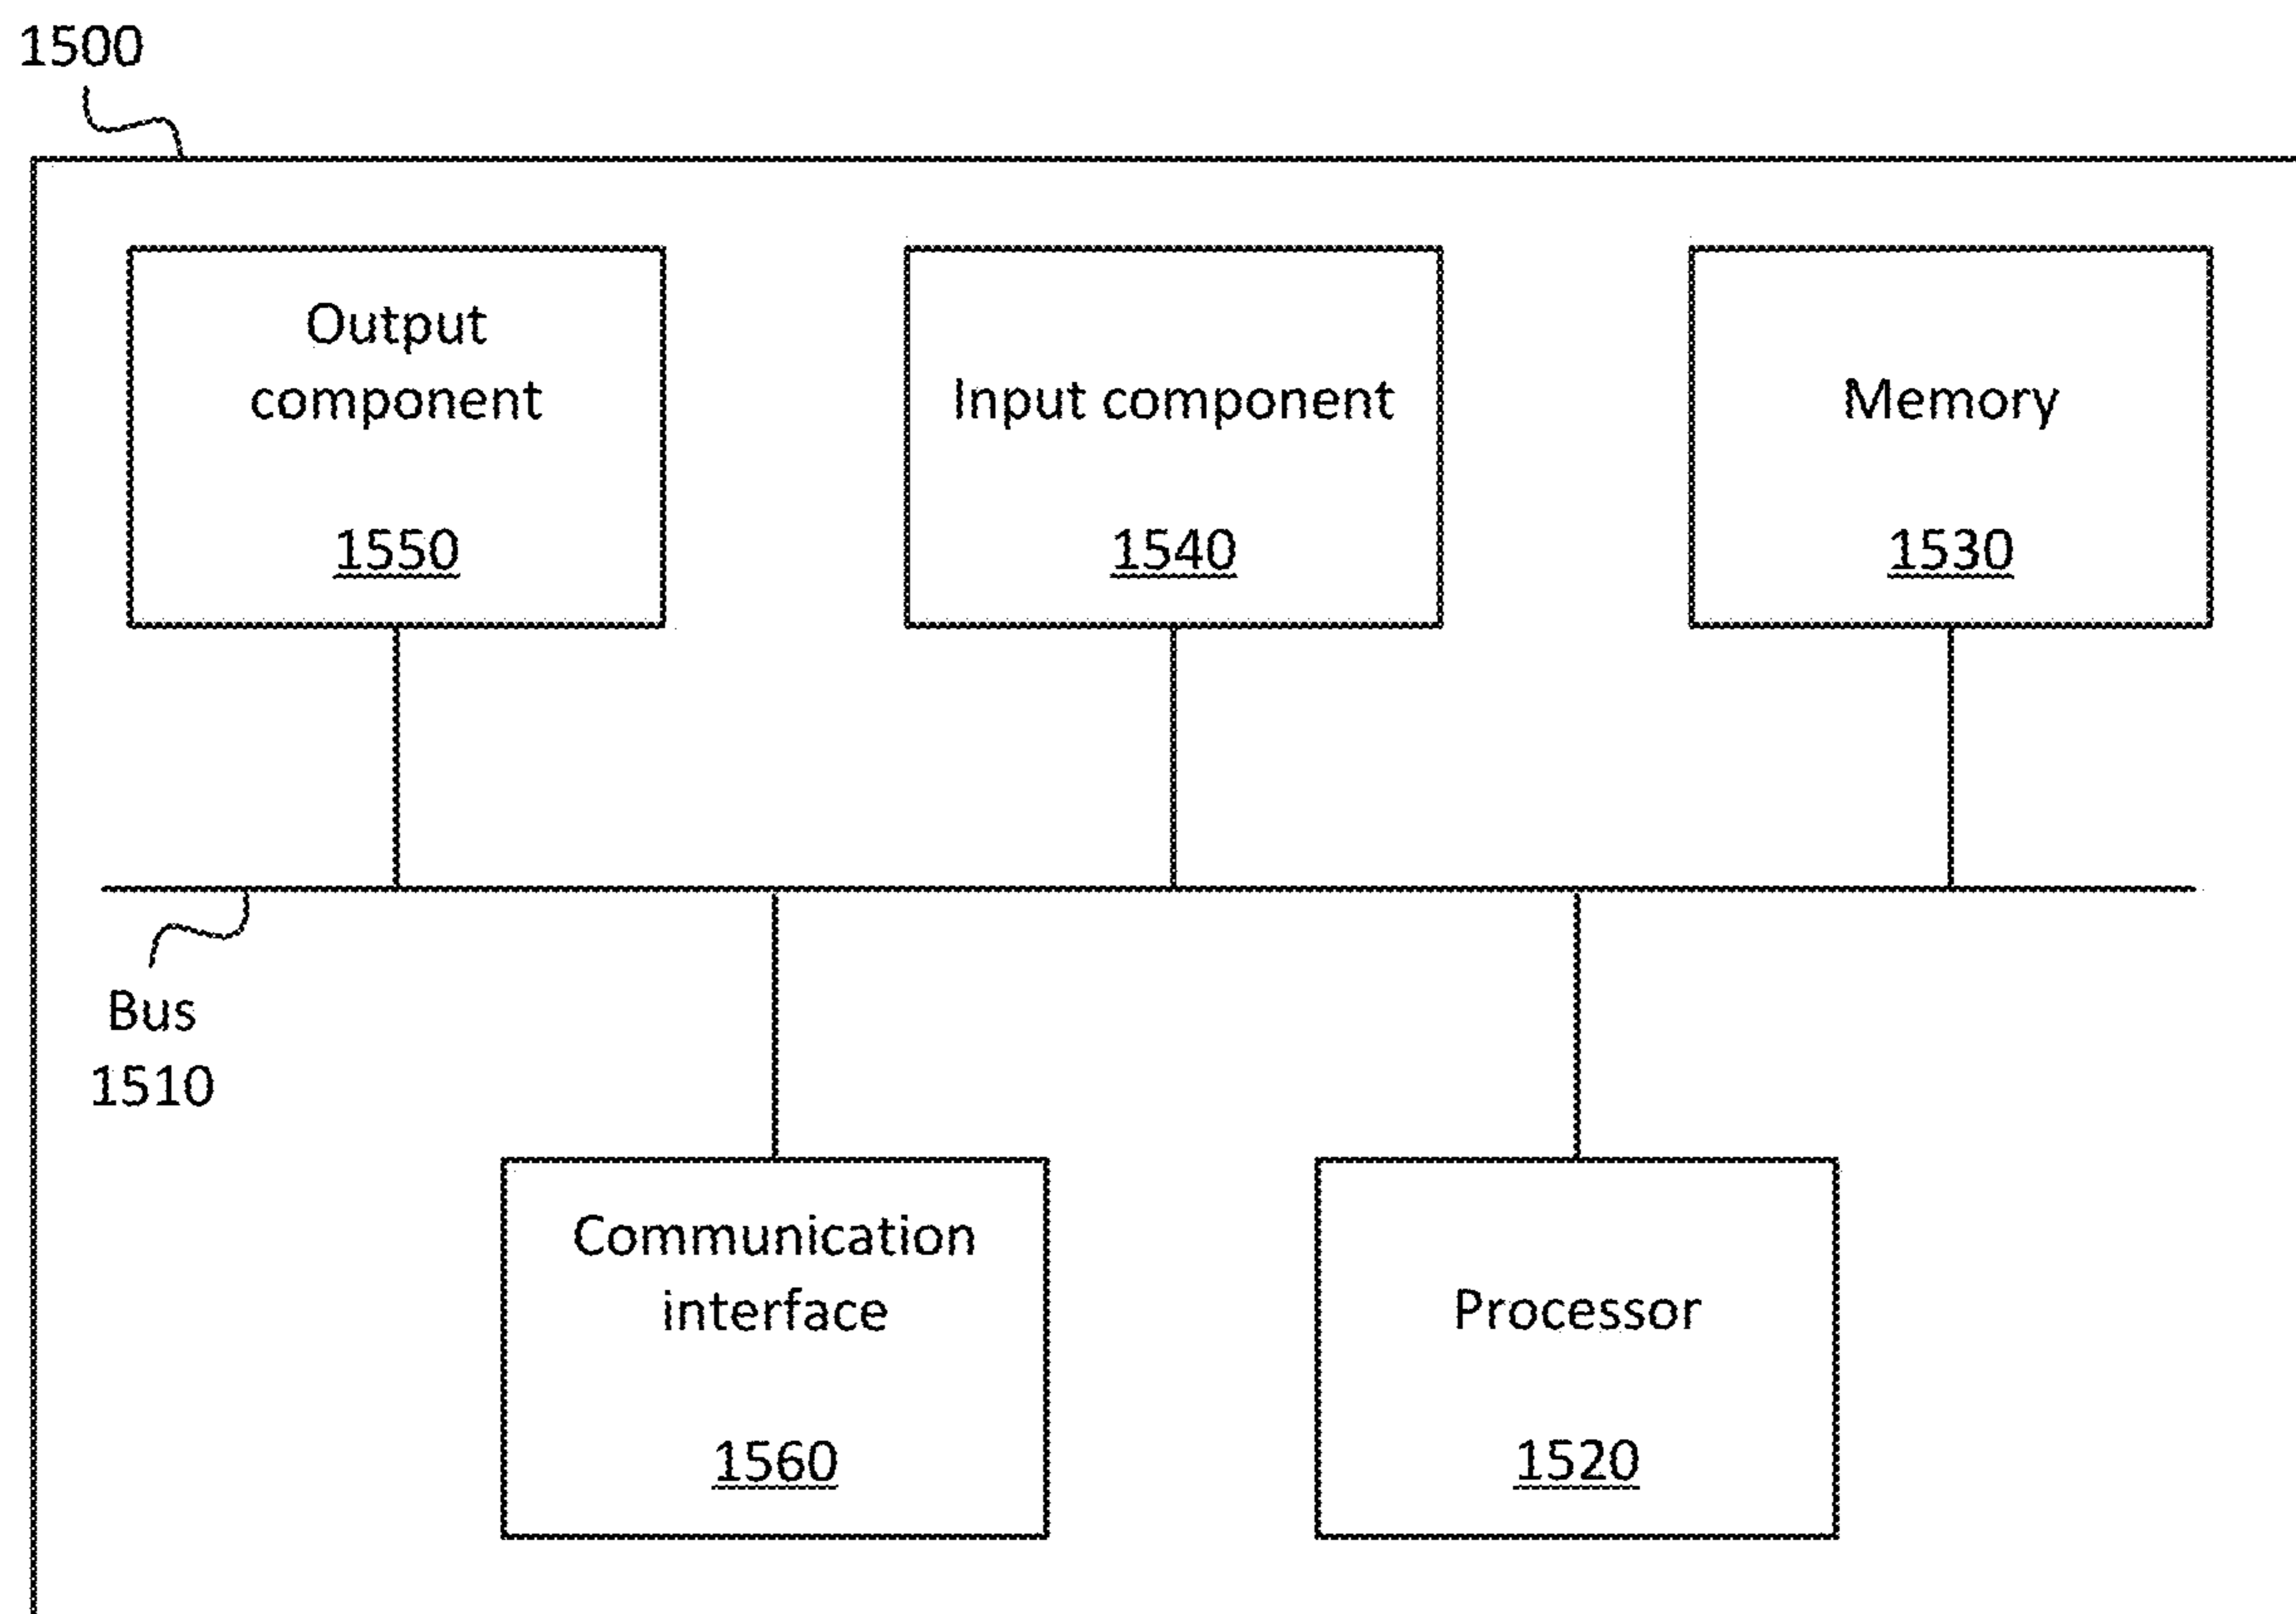 1500
Output
component
1550
Input component
1540
Memory
1530
Bus
1510
Communication
interface
1560
Processor
1520